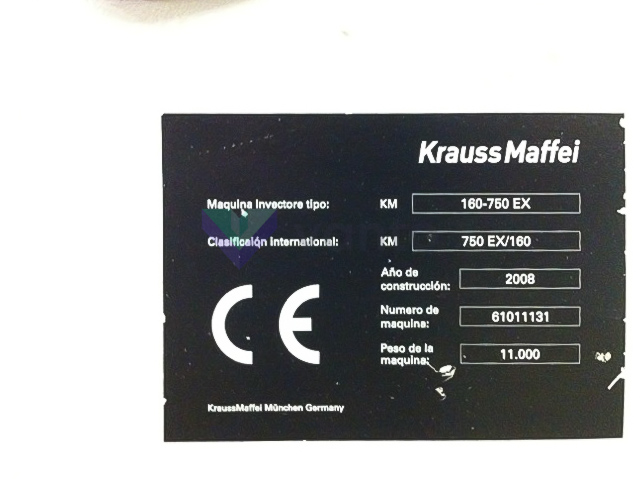 KraussMaffei
Maquina Invectore tipo: KM 160-750 EX
Clasificaión international: KM 750 EX/160
Año de construcción: 2008
Numero de maquina: 61011131
Peso de la maquina: 11.000
CE
KraussMaffei München Germany